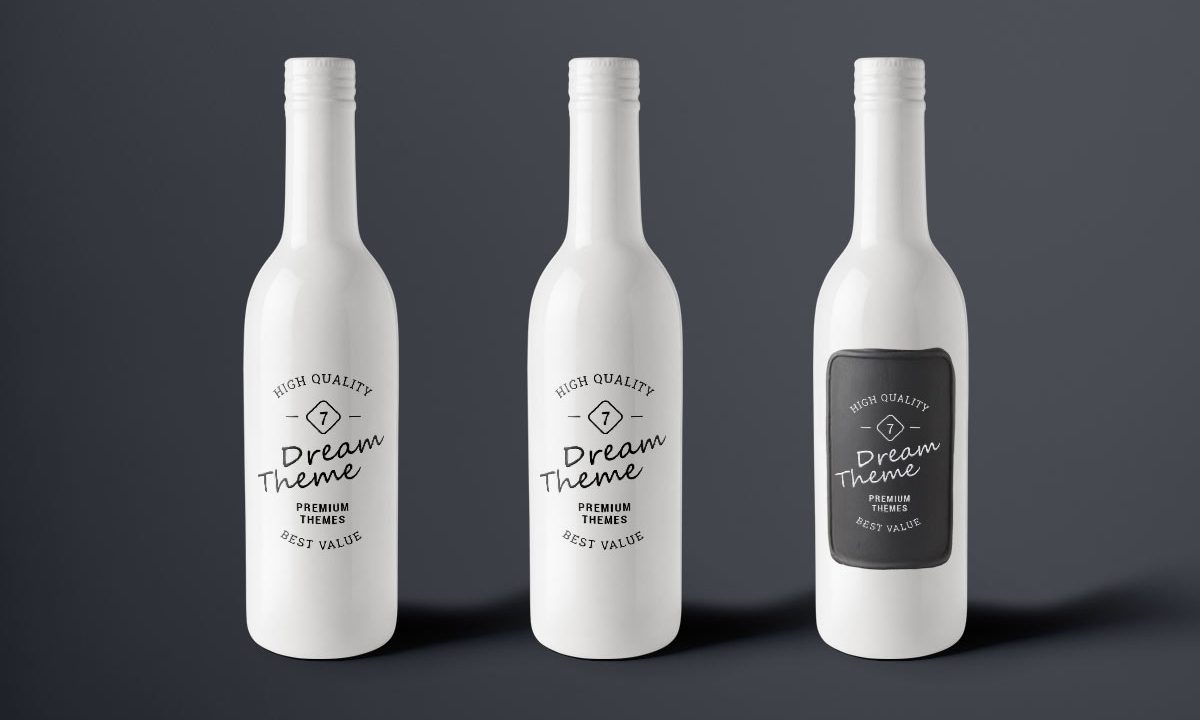 HIGH QUALITY
7
Dream
Theme
PREMIUM
THEMES
BEST VALUE
HIGH QUALITY
7
Dream
Theme
PREMIUM
THEMES
BEST VALUE
HIGH QUALITY
7
Dream
Theme
PREMIUM
THEMES
BEST VALUE